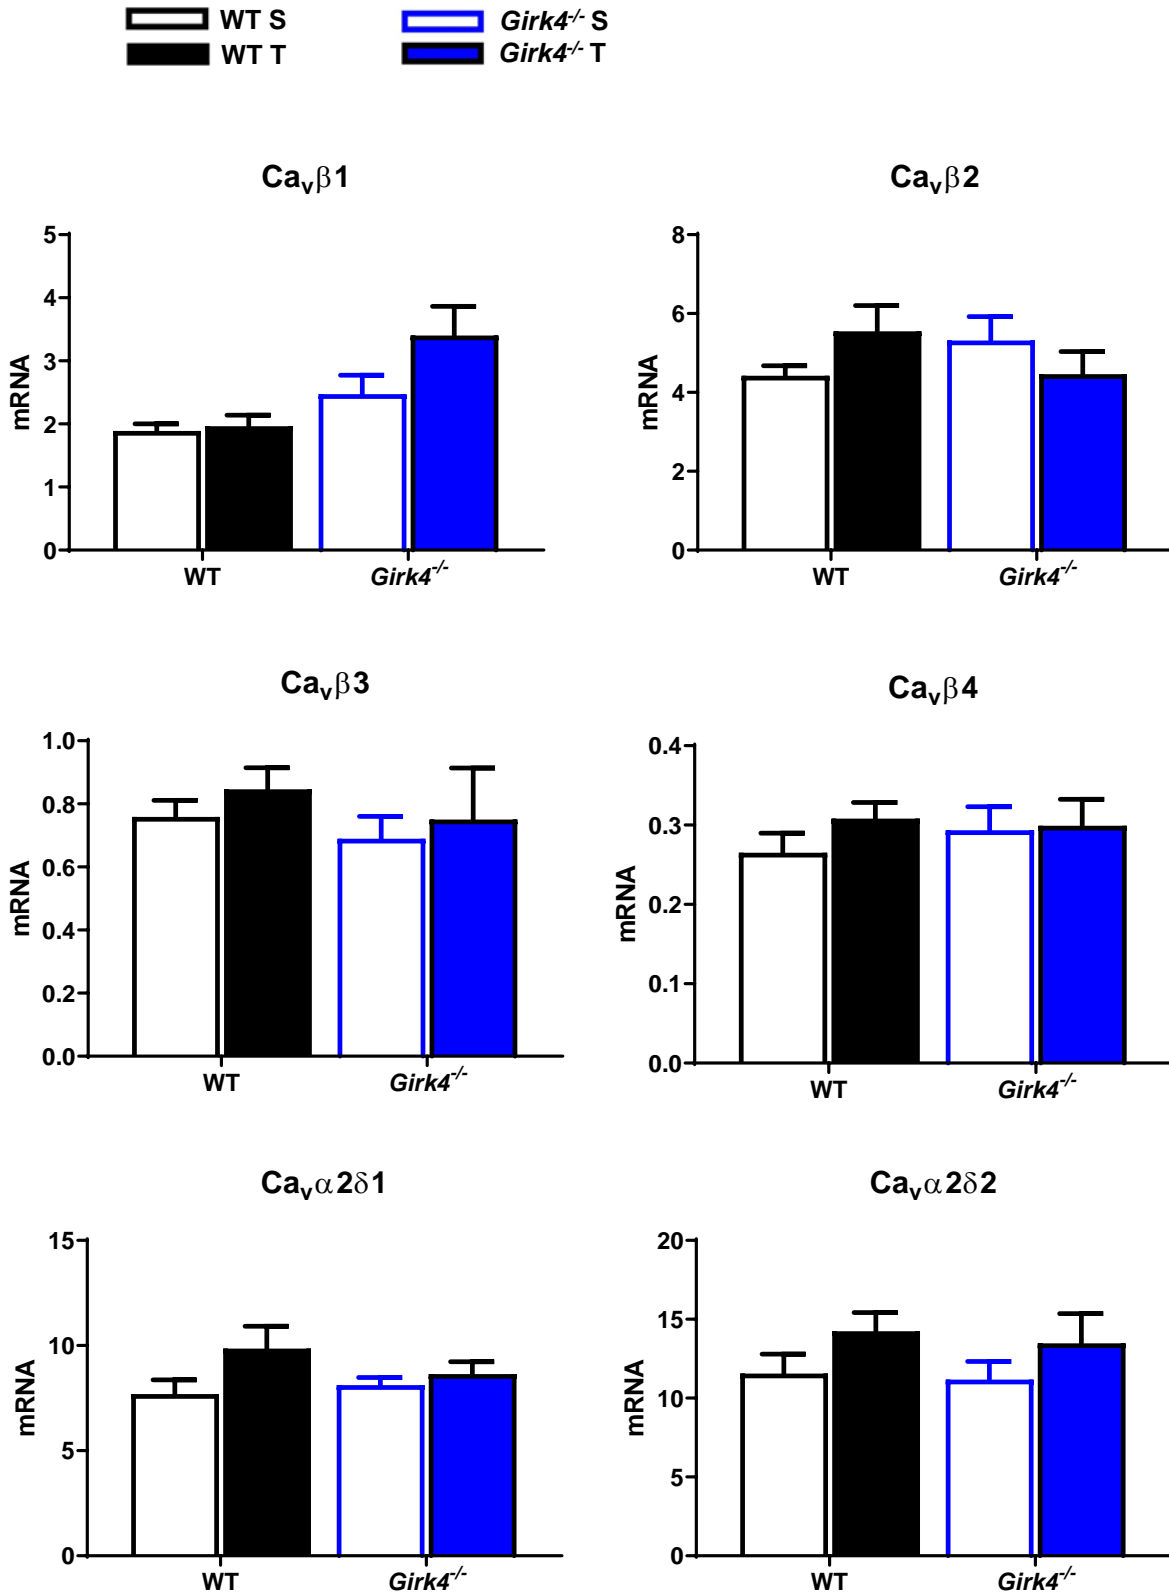 WT S
Girk4-/- S
WT T
Girk4-/- T
Cavβ1
Cavβ2
5
4
3
2
1
0
mRNA
WT
Girk4-/-
8
6
4
2
0
mRNA
WT
Girk4-/-
Cavβ3
Cavβ4
1.0
0.8
0.6
0.4
0.2
0.0
mRNA
WT
Girk4-/-
0.4
0.3
0.2
0.1
0.0
mRNA
WT
Girk4-/-
Cavα2δ1
Cavα2δ2
15
10
5
0
mRNA
WT
Girk4-/-
20
15
10
5
0
mRNA
WT
Girk4-/-